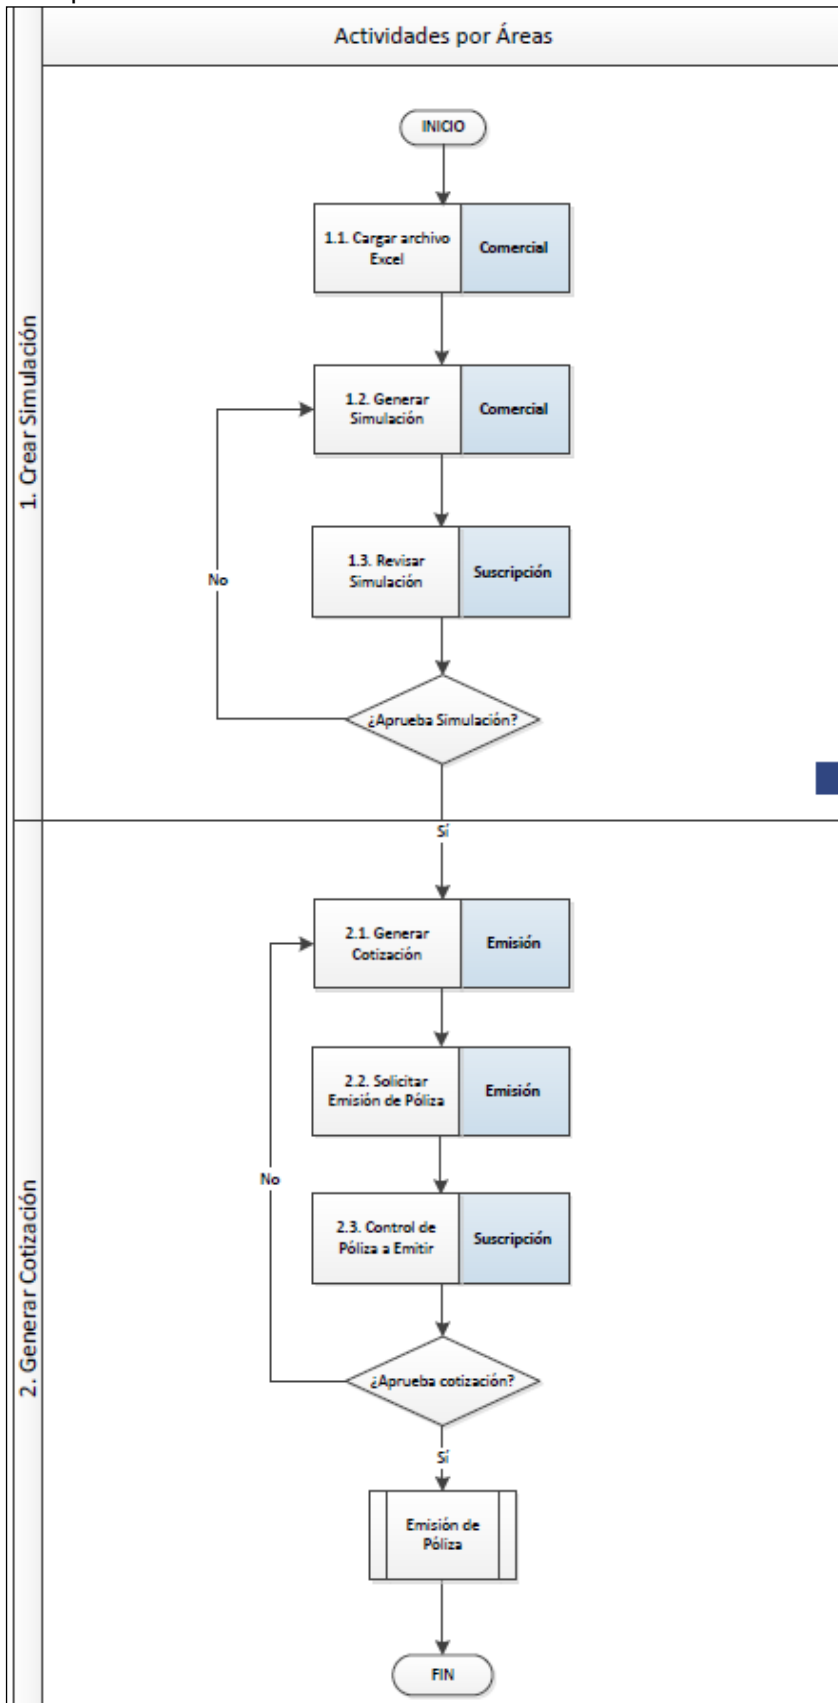 Actividades por Áreas
1. Crear Simulación
INICIO
1.1. Cargar archivo
Excel
Comercial
1.2. Generar
Simulación
Comercial
1.3. Revisar
Simulación
Suscripción
No
¿Aprueba Simulación?
Sí
2. Generar Cotización
2.1. Generar
Cotización
Emisión
2.2. Solicitar
Emisión de Póliza
Emisión
No
2.3. Control de
Póliza a Emitir
Suscripción
¿Aprueba cotización?
Sí
Emisión de
Póliza
FIN